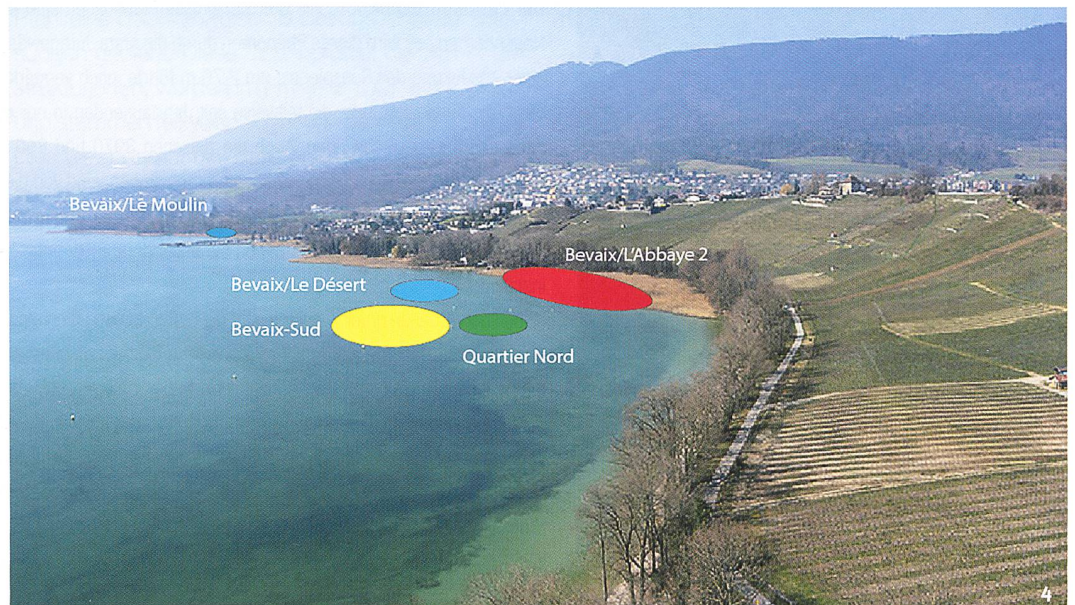 Bevaix/Le Moulin
Bevaix/L'Abbaye 2
Bevaix/Le Désert
Bevaix-Sud
Quartier Nord
4